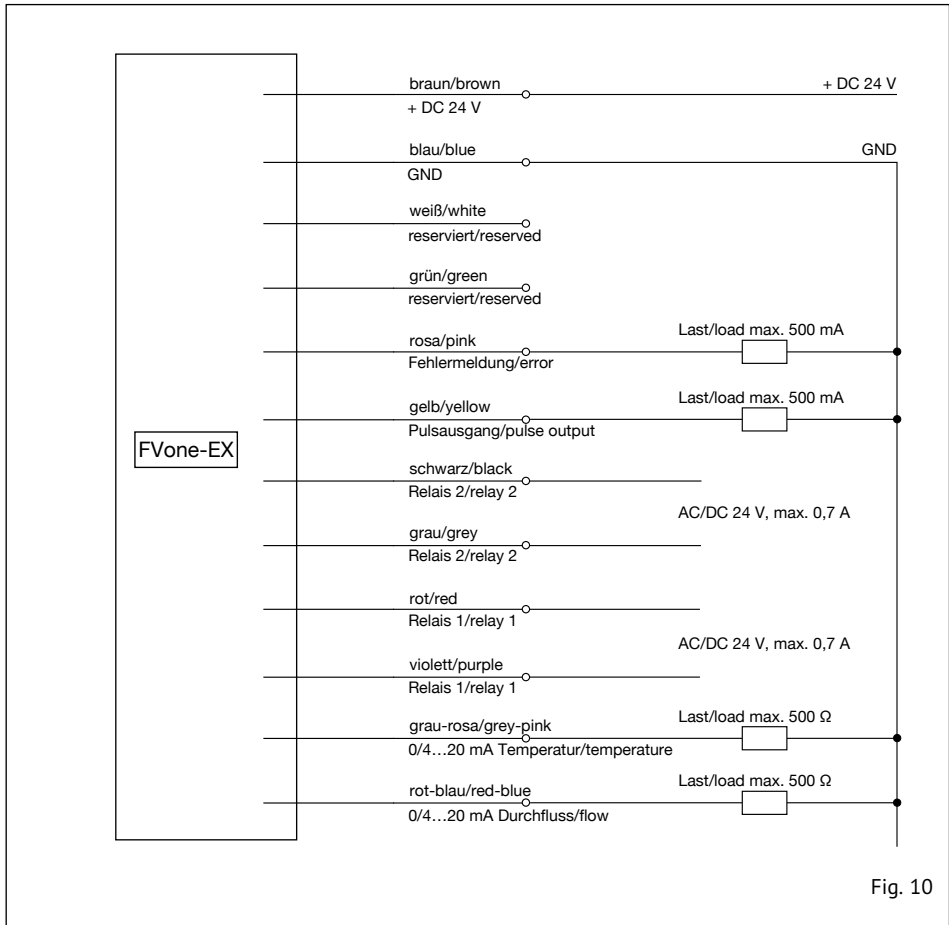 braun/brown
+ DC 24 V
+ DC 24 V
blau/blue
GND
GND
weiß/white
reserviert/reserved
grün/green
reserviert/reserved
rosa/pink
Last/load max. 500 mA
Fehlermeldung/error
gelb/yellow
Last/load max. 500 mA
Pulsausgang/pulse output
FVone-EX
schwarz/black
Relais 2/relay 2
AC/DC 24 V, max. 0,7 A
grau/grey
Relais 2/relay 2
rot/red
Relais 1/relay 1
AC/DC 24 V, max. 0,7 A
violett/purple
Relais 1/relay 1
grau-rosa/grey-pink
Last/load max. 500 Ω
0/4…20 mA Temperatur/temperature
rot-blau/red-blue
Last/load max. 500 Ω
0/4…20 mA Durchfluss/flow
Fig. 10